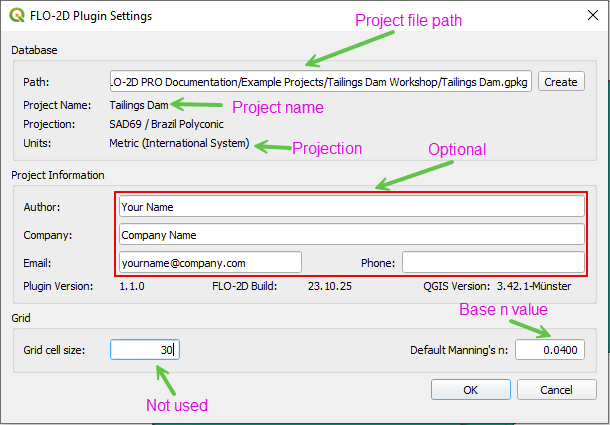 FLO-2D Plugin Settings
Project file path
Database
Path: .O-2D PRO Documentation/Example Projects/Tailings Dam Workshop/Tailings Dam.gpkg Create
Project Name: Tailings Dam Project name
Projection: SAD69 / Brazil Polyconic
Units: Metric (International System) Projection
Optional
Project Information
Author: Your Name
Company: Company Name
Email: yourname@company.com Phone:
Plugin Version: 1.1.0 FLO-2D Build: 23.10.25 QGIS Version: 3.42.1-Münster
Base n value
Grid
Grid cell size: 30 Default Manning's n: 0.0400
OK Cancel
Not used